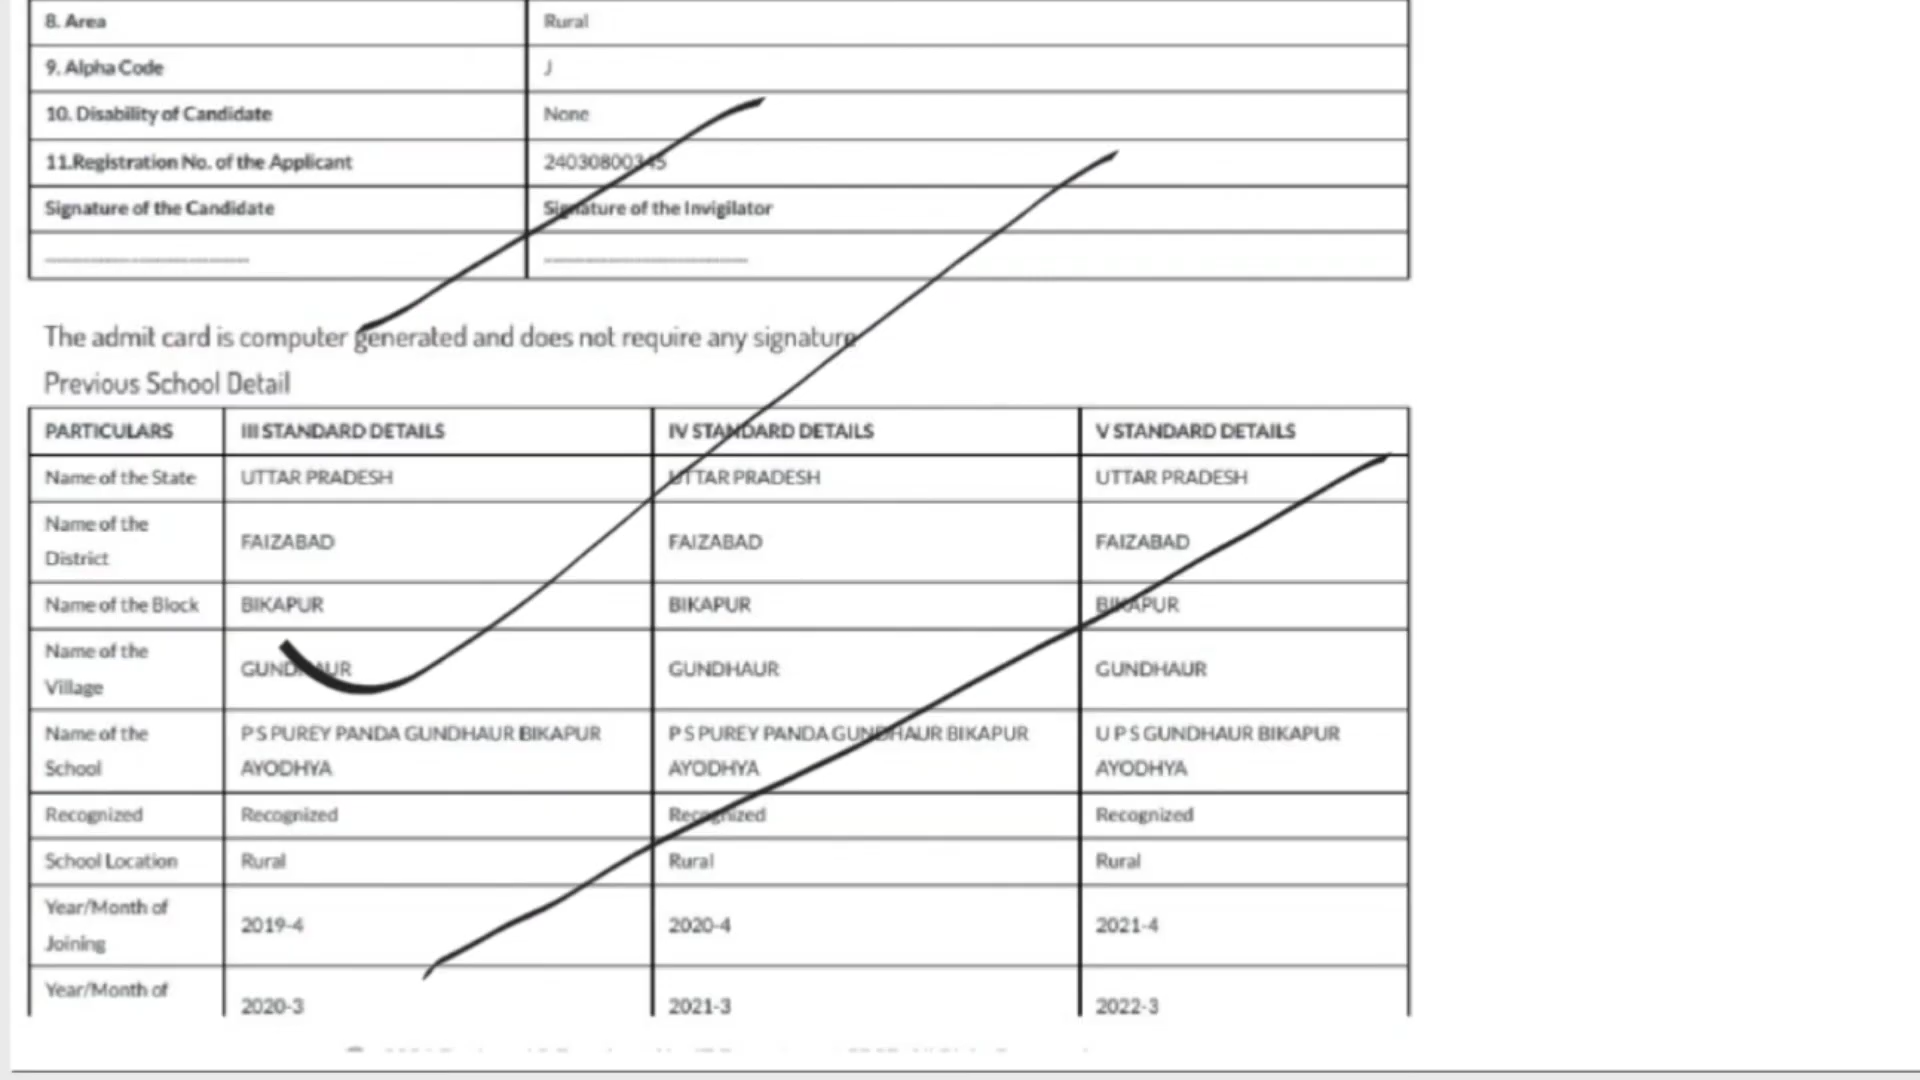 8. Area Rural
9. Alpha Code J
10. Disability of Candidate None
11.Registration No. of the Applicant 24030800345
Signature of the Candidate Signature of the Invigilator
The admit card is computer generated and does not require any signature
Previous School Detail
PARTICULARS III STANDARD DETAILS IV STANDARD DETAILS V STANDARD DETAILS
Name of the State UTTAR PRADESH UTTAR PRADESH UTTAR PRADESH
Name of the
District FAIZABAD FAIZABAD FAIZABAD
Name of the Block BIKAPUR BIKAPUR BIKAPUR
Name of the
Village GUNDHAUR GUNDHAUR GUNDHAUR
Name of the P S PUREY PANDA GUNDHAUR BIKAPUR P S PUREY PANDA GUNDHAUR BIKAPUR U P S GUNDHAUR BIKAPUR
School AYODHYA AYODHYA AYODHYA
Recognized Recognized Recognized Recognized
School Location Rural Rural Rural
Year/Month of
Joining 2019-4 2020-4 2021-4
Year/Month of
2020-3 2021-3 2022-3